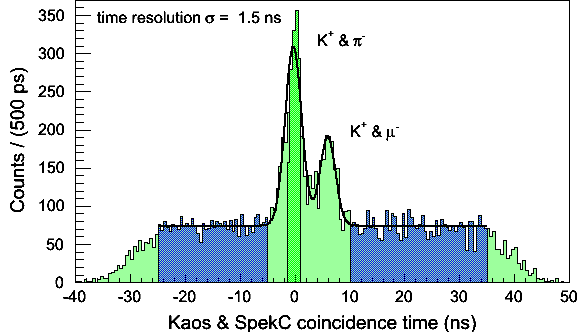 time resolution σ = 1.5 ns
K+ & π-
K+ & μ-
Counts / (500 ps)
350
300
250
200
150
100
50
0
-40 -30 -20 -10 0 10 20 30 40 50
Kaos & SpekC coincidence time (ns)